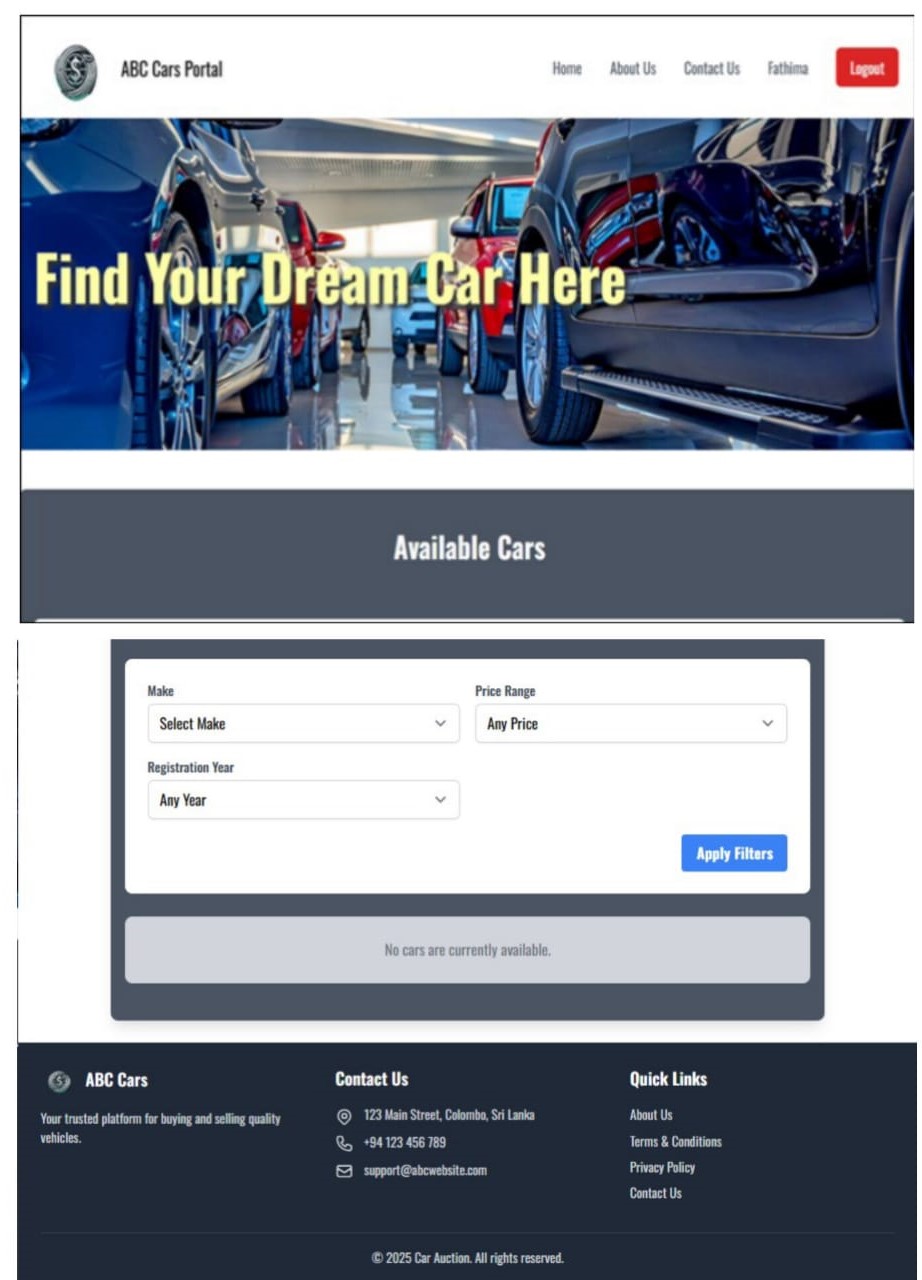 ABC Cars Portal
Home About Us Contact Us Fathima Logout
Find Your Dream Car Here
Available Cars
Make
Select Make
Price Range
Any Price
Registration Year
Any Year
Apply Filters
No cars are currently available.
ABC Cars
Your trusted platform for buying and selling quality
vehicles.
Contact Us
123 Main Street, Colombo, Sri Lanka
+94 123 456 789
support@abcwebsite.com
Quick Links
About Us
Terms & Conditions
Privacy Policy
Contact Us
© 2025 Car Auction. All rights reserved.